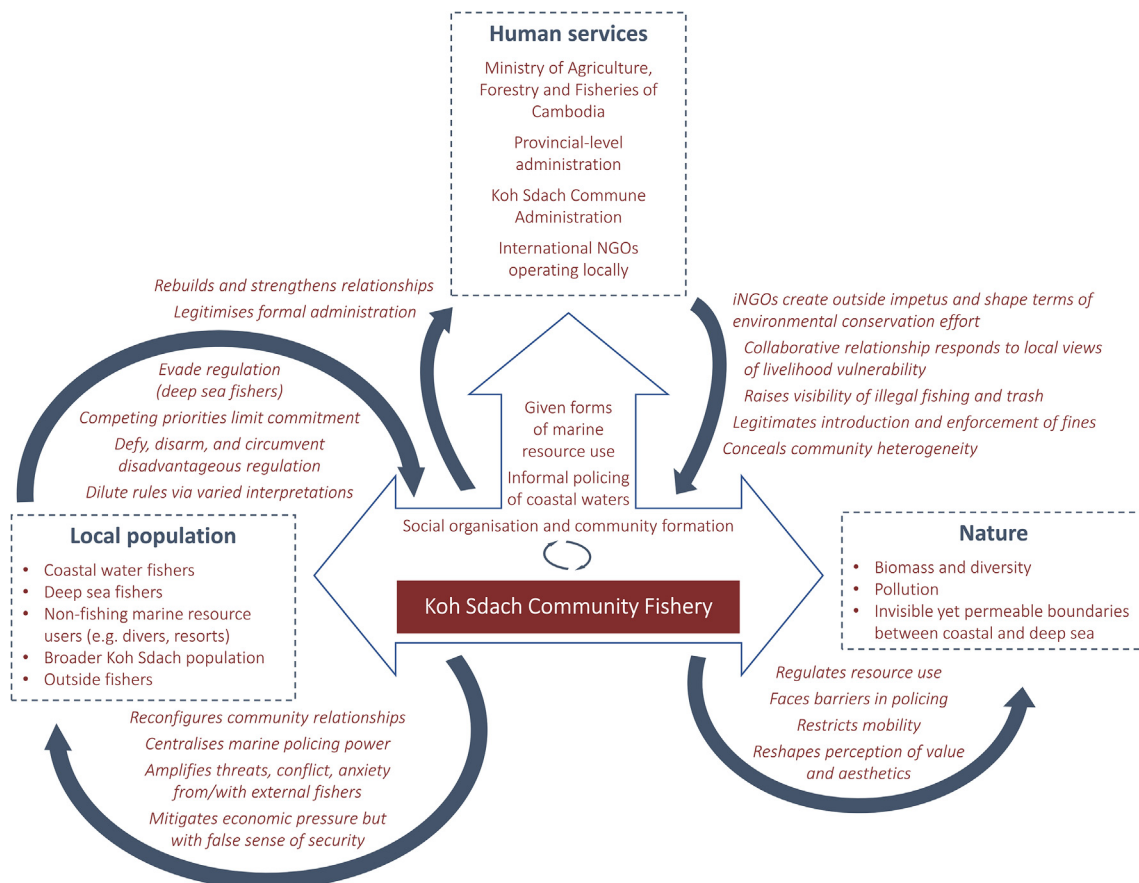 Human services
Ministry of Agriculture,
Forestry and Fisheries of
Cambodia
Provincial-level
administration
Koh Sdach Commune
Administration
International NGOs
operating locally
Rebuilds and strengthens relationships
Legitimises formal administration
Evade regulation
(deep sea fishers)
Competing priorities limit commitment
Defy, disarm, and circumvent
disadvantageous regulation
Dilute rules via varied interpretations
iNGOs create outside impetus and shape terms of
environmental conservation effort
Collaborative relationship responds to local views
of livelihood vulnerability
Raises visibility of illegal fishing and trash
Legitimates introduction and enforcement of fines
Conceals community heterogeneity
Given forms
of marine
resource use
Informal policing
of coastal waters
Social organisation and community formation
Koh Sdach Community Fishery
Local population
• Coastal water fishers
• Deep sea fishers
• Non-fishing marine resource
users (e.g. divers, resorts)
• Broader Koh Sdach population
• Outside fishers
Nature
• Biomass and diversity
• Pollution
• Invisible yet permeable boundaries
between coastal and deep sea
Reconfigures community relationships
Centralises marine policing power
Amplifies threats, conflict, anxiety
from/with external fishers
Mitigates economic pressure but
with false sense of security
Regulates resource use
Faces barriers in policing
Restricts mobility
Reshapes perception of value
and aesthetics